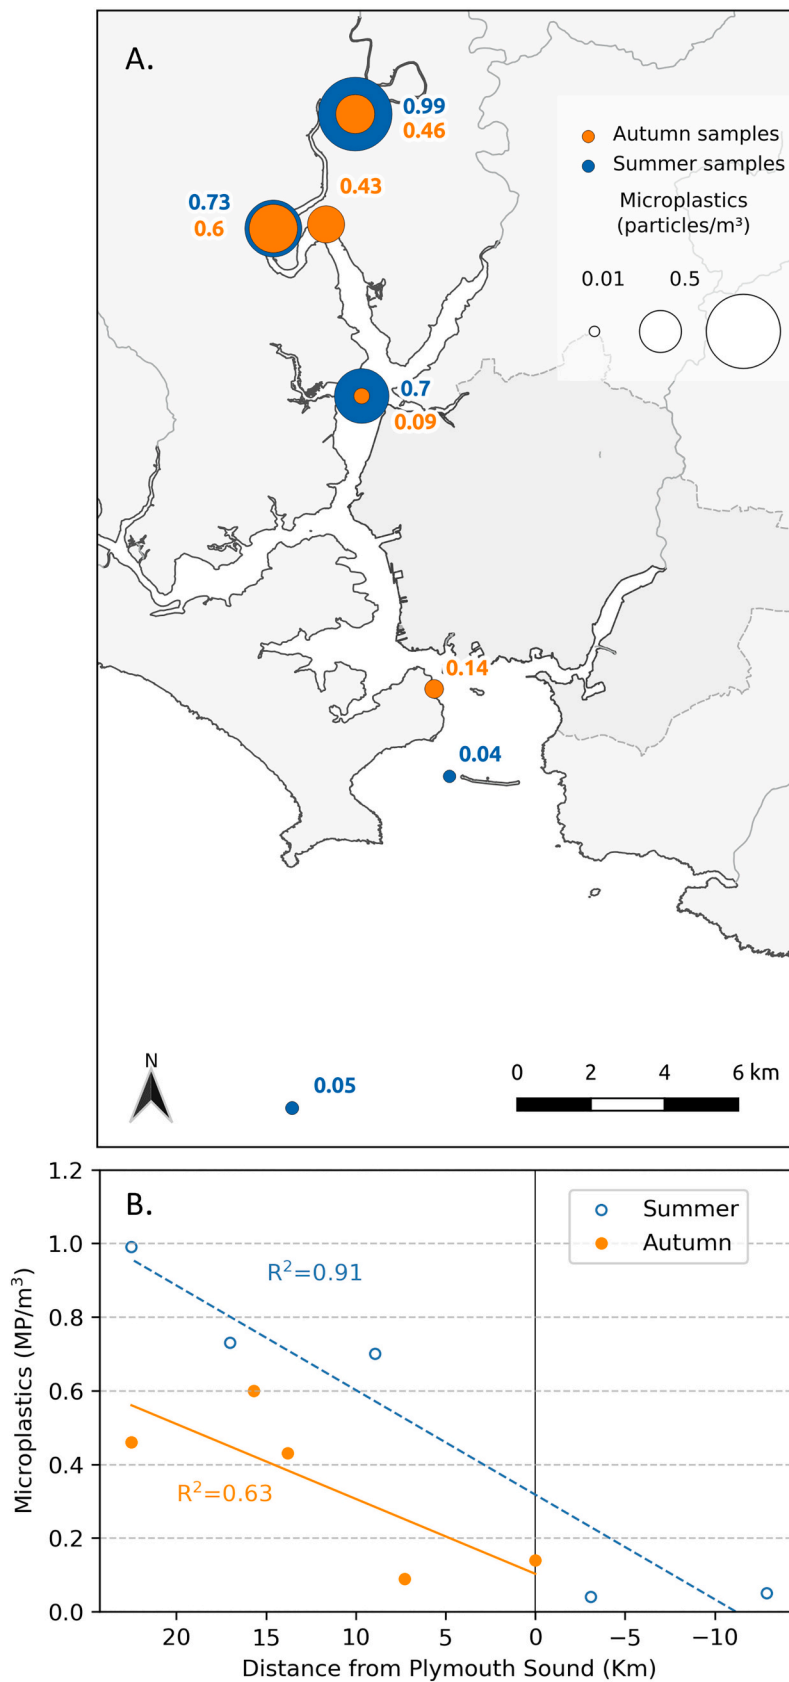 A.
0.99
0.46
Autumn samples
Summer samples
Microplastics
(particles/m³)
0.01 0.5
0.43
0.73
0.6
0.7
0.09
0.14
0.04
0.05
N
0 2 4 6 km
B.
1.2
1.0
0.8
0.6
0.4
0.2
0.0
Microplastics (MP/m³)
Summer
Autumn
R²=0.91
R²=0.63
20 15 10 5 0 −5 −10
Distance from Plymouth Sound (Km)